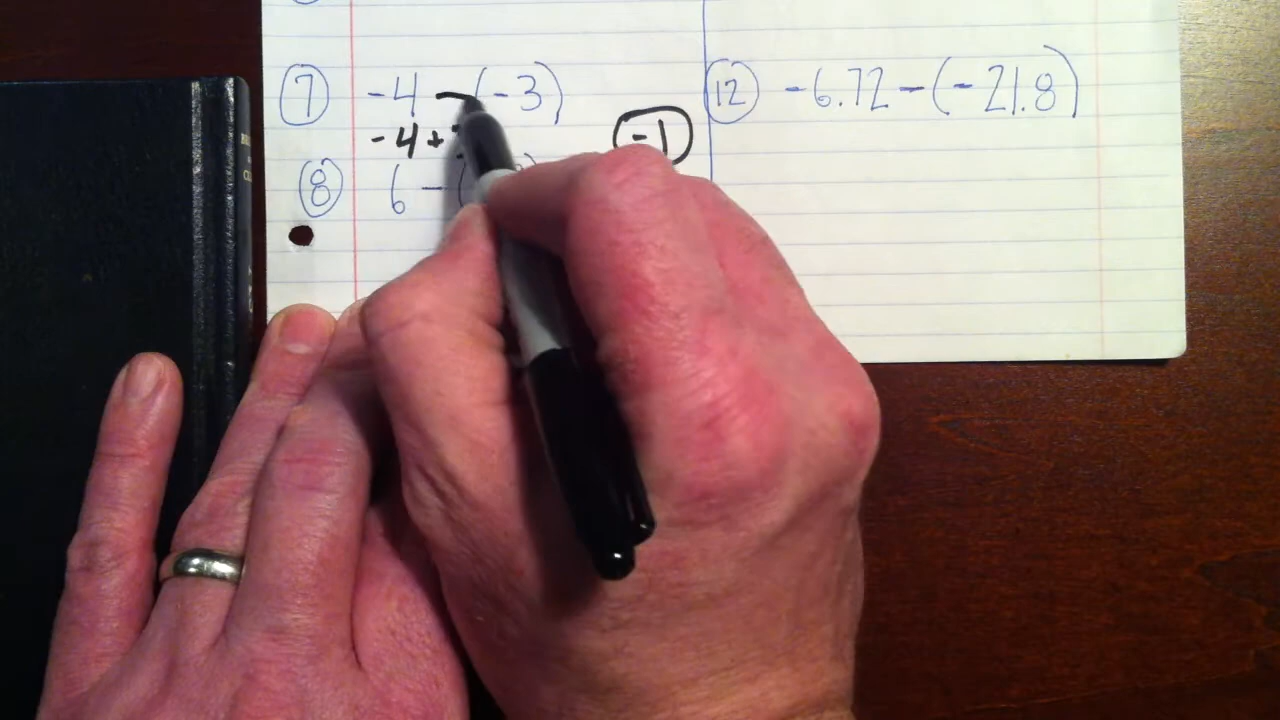 7 -4 - (-3)
-4 +
-1
8 6 - (
12 -6.72 - (-21.8)